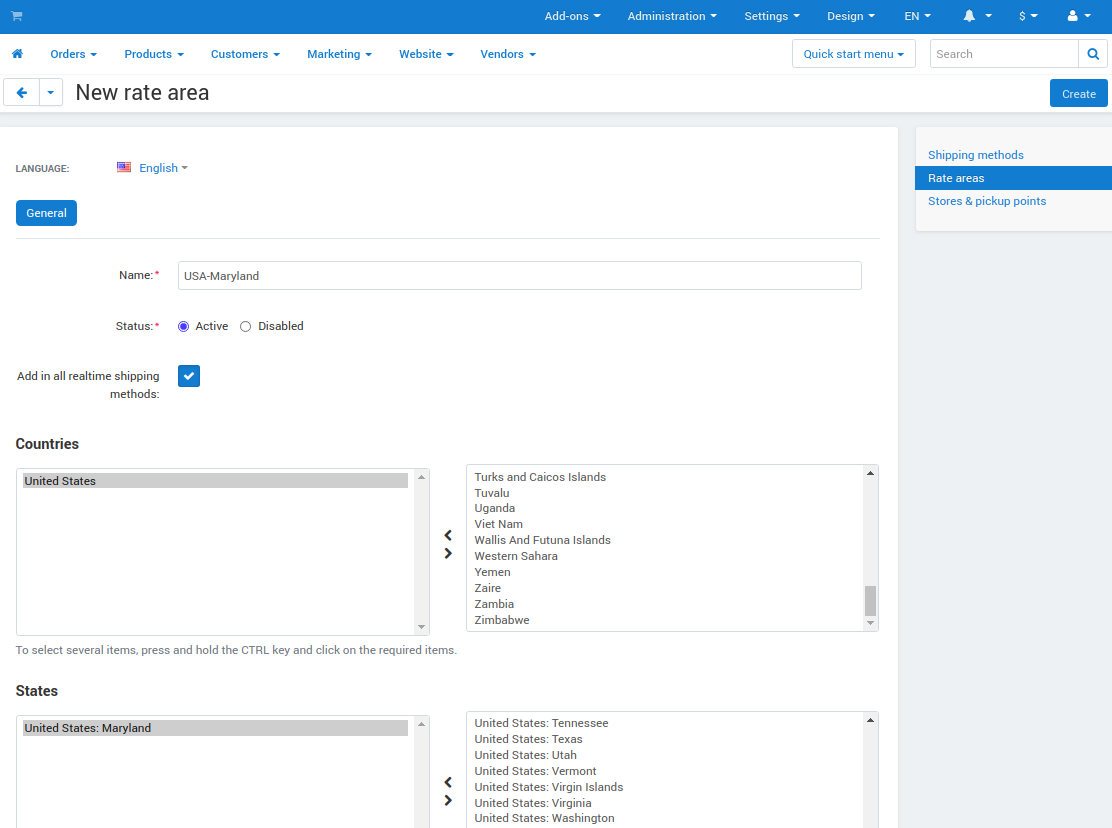 Add-ons Administration Settings Design EN $
Orders Products Customers Marketing Website Vendors Quick start menu Search
New rate area Create
LANGUAGE: English
Shipping methods
Rate areas
Stores & pickup points
General
Name:* USA-Maryland
Status:* Active Disabled
Add in all realtime shipping
methods:
Countries
United States
Turks and Caicos Islands
Tuvalu
Uganda
Viet Nam
Wallis And Futuna Islands
Western Sahara
Yemen
Zaire
Zambia
Zimbabwe
To select several items, press and hold the CTRL key and click on the required items.
States
United States: Maryland
United States: Tennessee
United States: Texas
United States: Utah
United States: Vermont
United States: Virgin Islands
United States: Virginia
United States: Washington